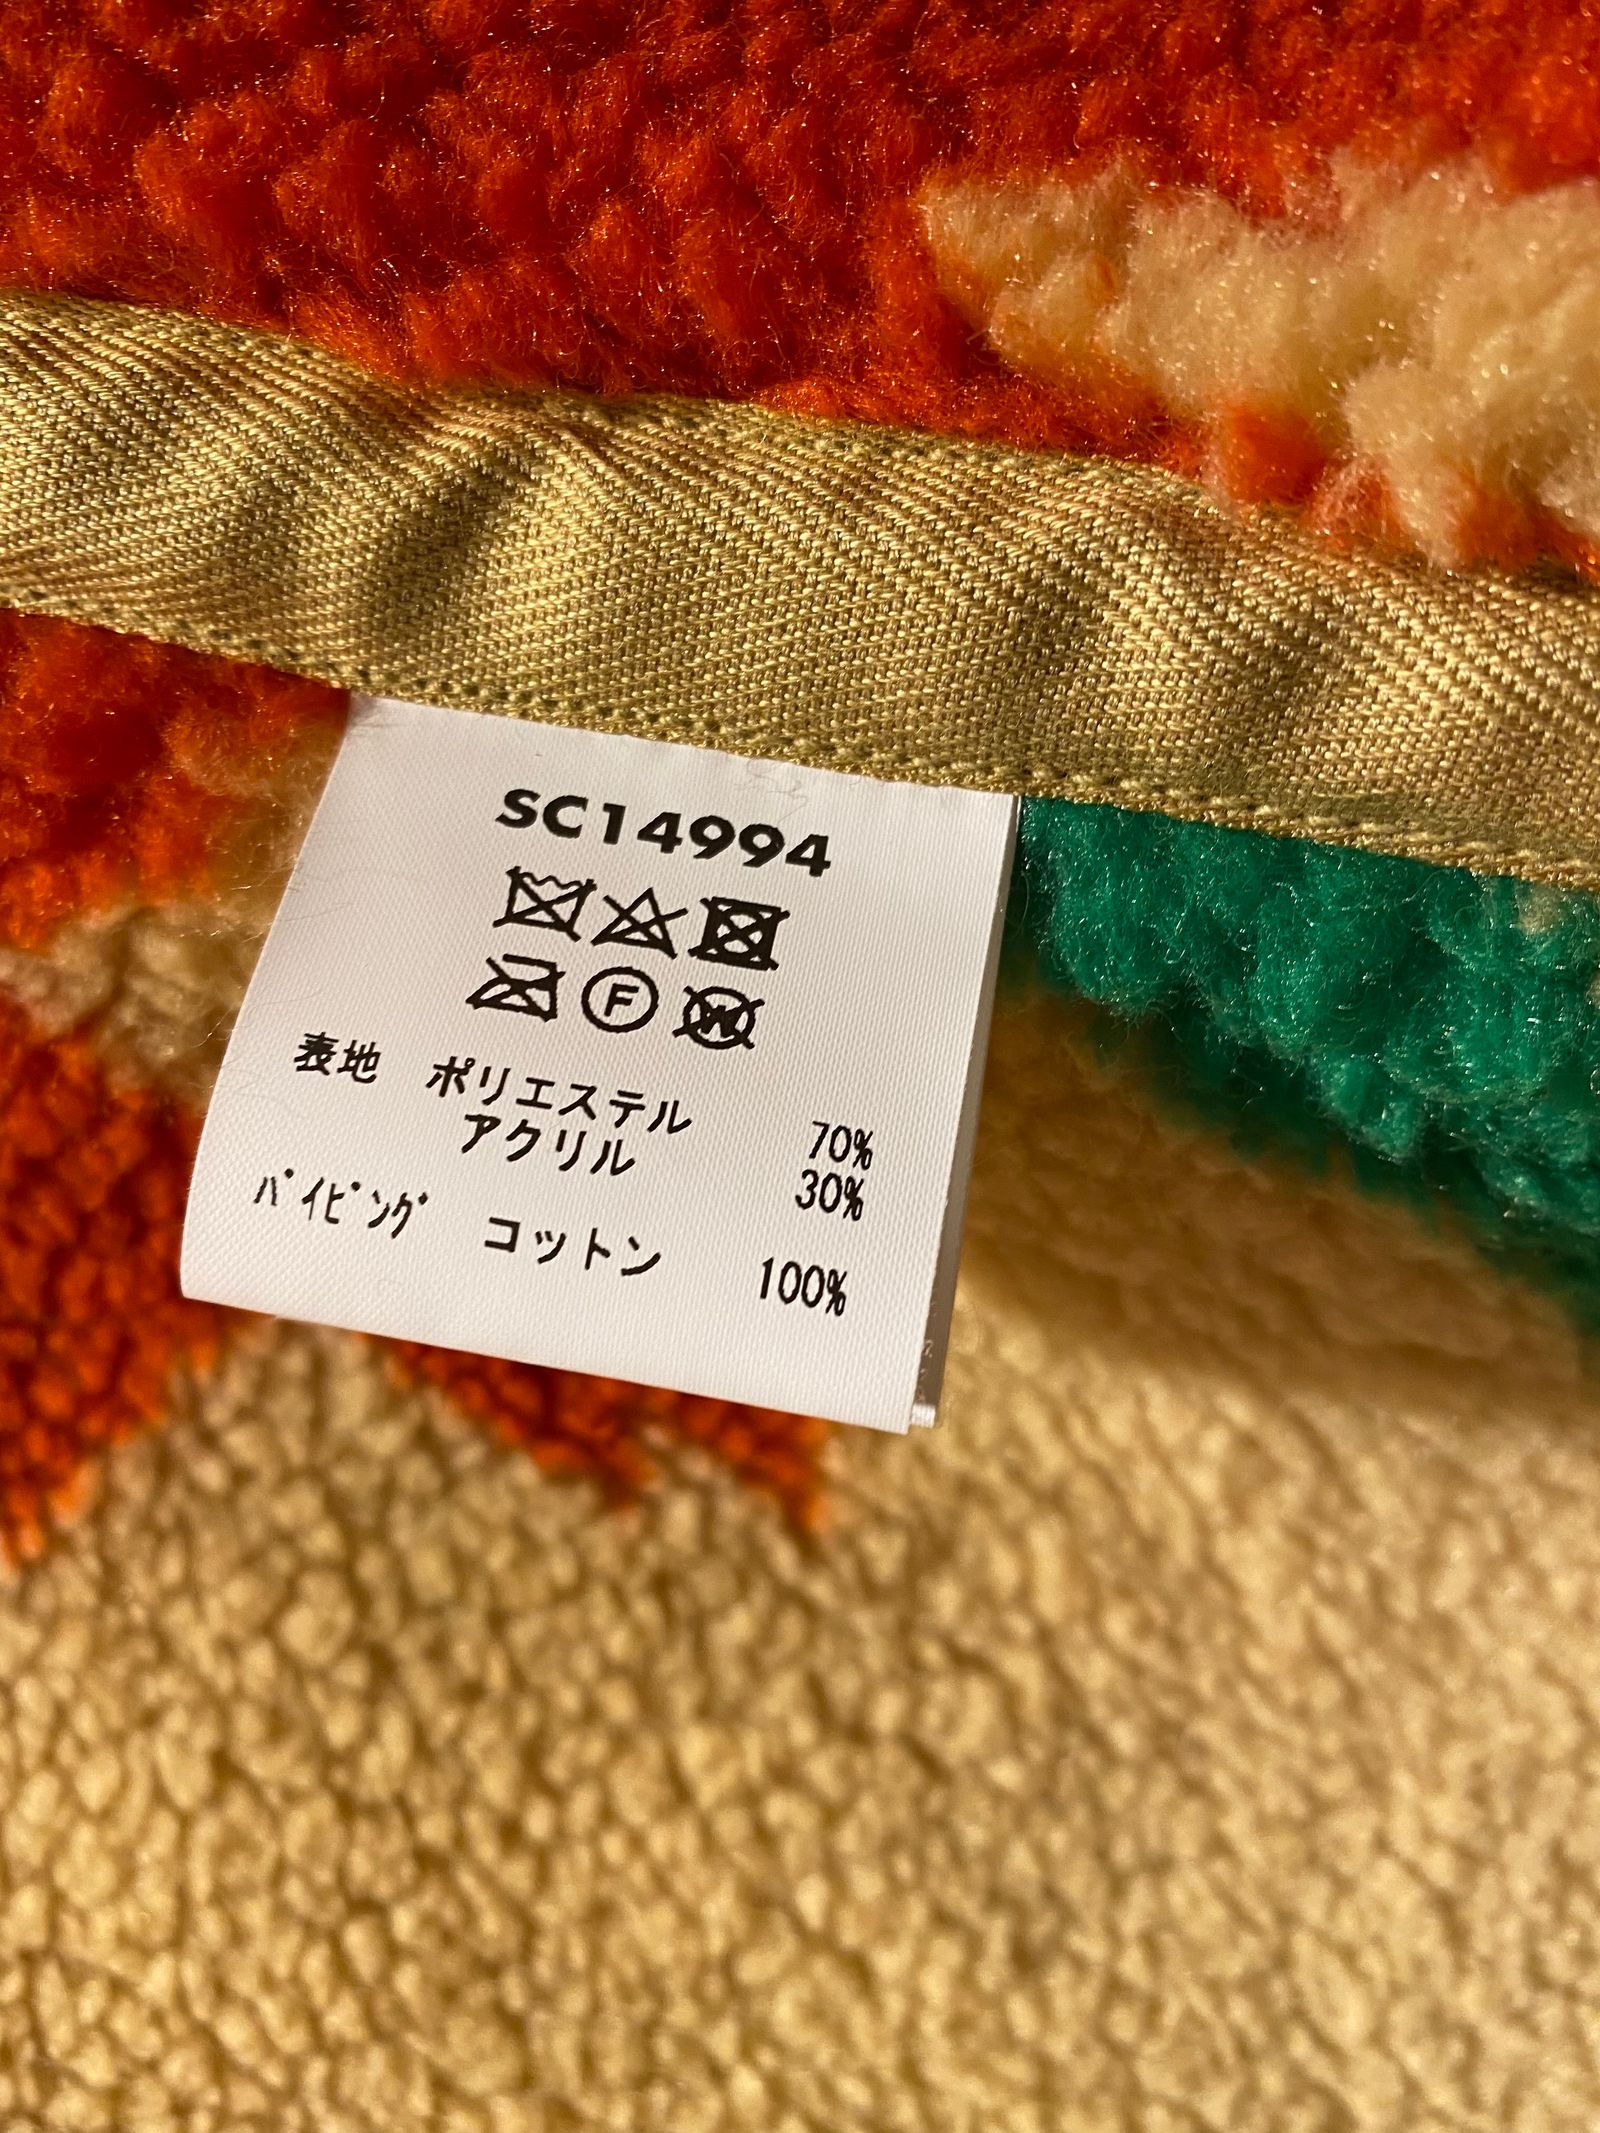 SC14994
F W
表地 ポリエステル 70%
アクリル 30%
ﾊﾟｲﾋﾟﾝｸﾞ コットン 100%